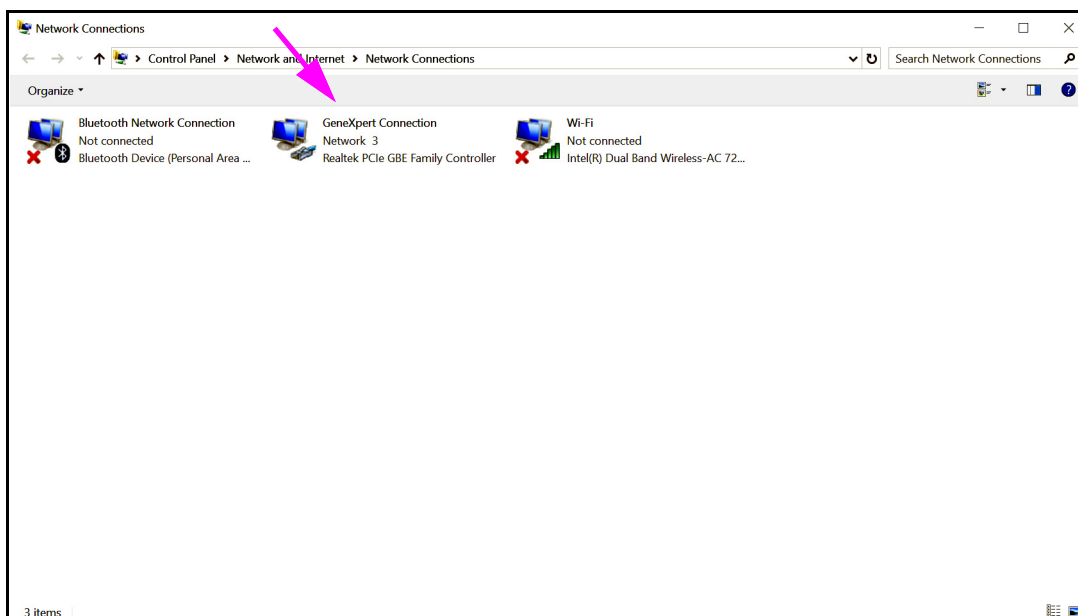 Network Connections
Control Panel > Network and Internet > Network Connections
Search Network Connections
Organize
Bluetooth Network Connection
Not connected
Bluetooth Device (Personal Area ...
GeneXpert Connection
Network 3
Realtek PCIe GBE Family Controller
Wi-Fi
Not connected
Intel(R) Dual Band Wireless-AC 72...
3 items